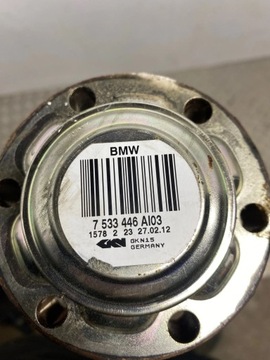 BMW
7 533 446 AI03
1578 2 23 27.02.12
GKN GKN15
GERMANY